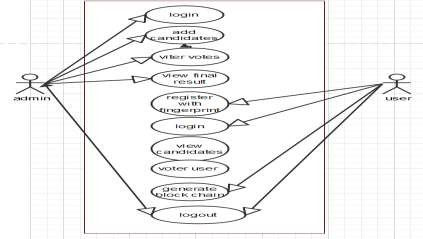 login
add
candidates
viter votes
view final
result
admin
user
register
with
fingerprint
login
view
candidates
voter user
generate
block chain
logout